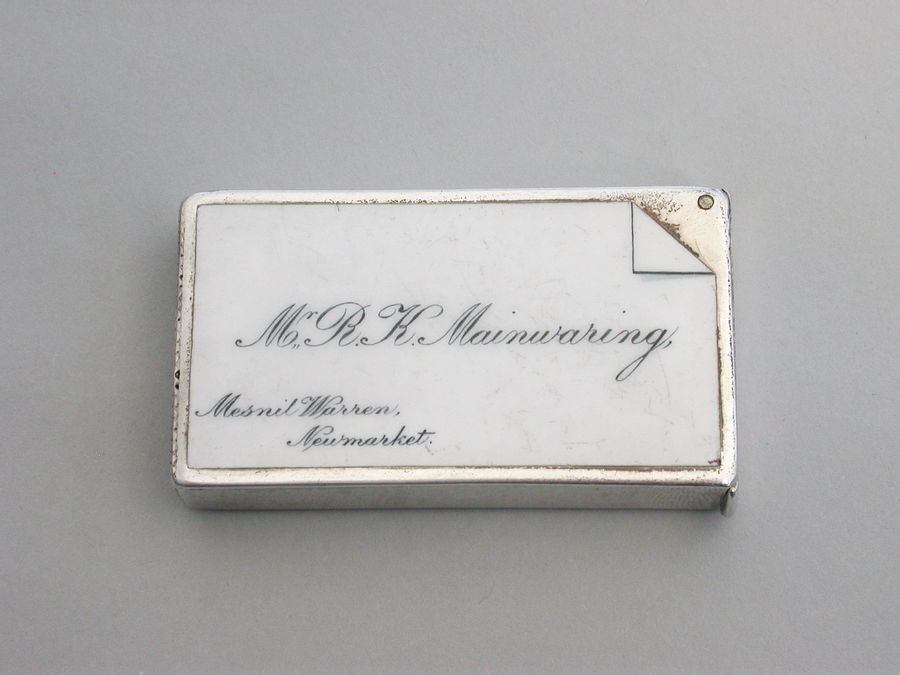 Mr. R. K. Mainwaring,
Mesnil Warren,
Newmarket.